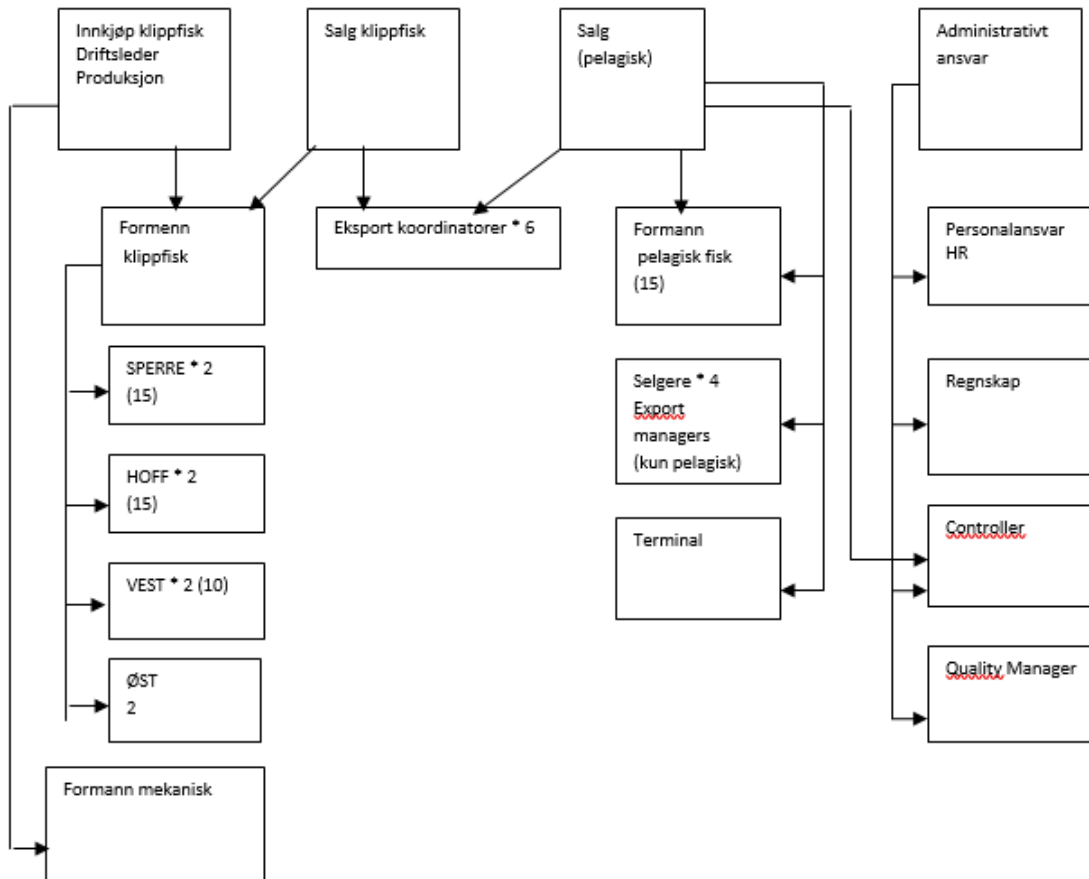 Innkjøp klippfisk
Driftsleder
Produksjon
Salg klippfisk
Salg
(pelagisk)
Administrativt
ansvar
Formenn
klippfisk
Eksport koordinatorer * 6
Formann
pelagisk fisk
(15)
Personalansvar
HR
SPERRE * 2
(15)
Selgere * 4
Export
managers
(kun pelagisk)
Regnskap
HOFF * 2
(15)
Terminal
Controller
VEST * 2 (10)
ØST
2
Quality Manager
Formann mekanisk